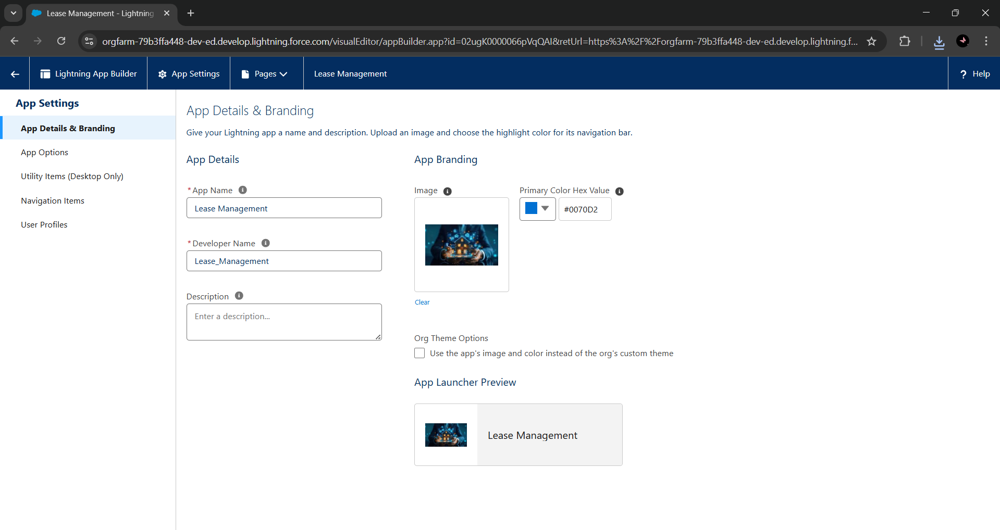 Lease Management - Lightning
orgfarm-79b3ffa448-dev-ed.develop.lightning.force.com/visualEditor/appBuilder.app?id=02ugK0000066pVqQAI&retUrl=https%3A%2F%2Forgfarm-79b3ffa448-dev-ed.develop.lightning.f...
Lightning App Builder
App Settings
Pages
Lease Management
? Help
App Settings
App Details & Branding
App Options
Utility Items (Desktop Only)
Navigation Items
User Profiles
App Details & Branding
Give your Lightning app a name and description. Upload an image and choose the highlight color for its navigation bar.
App Details
*App Name
Lease Management
*Developer Name
Lease_Management
Description
Enter a description...
App Branding
Image
Primary Color Hex Value
#0070D2
Clear
Org Theme Options
Use the app's image and color instead of the org's custom theme
App Launcher Preview
Lease Management